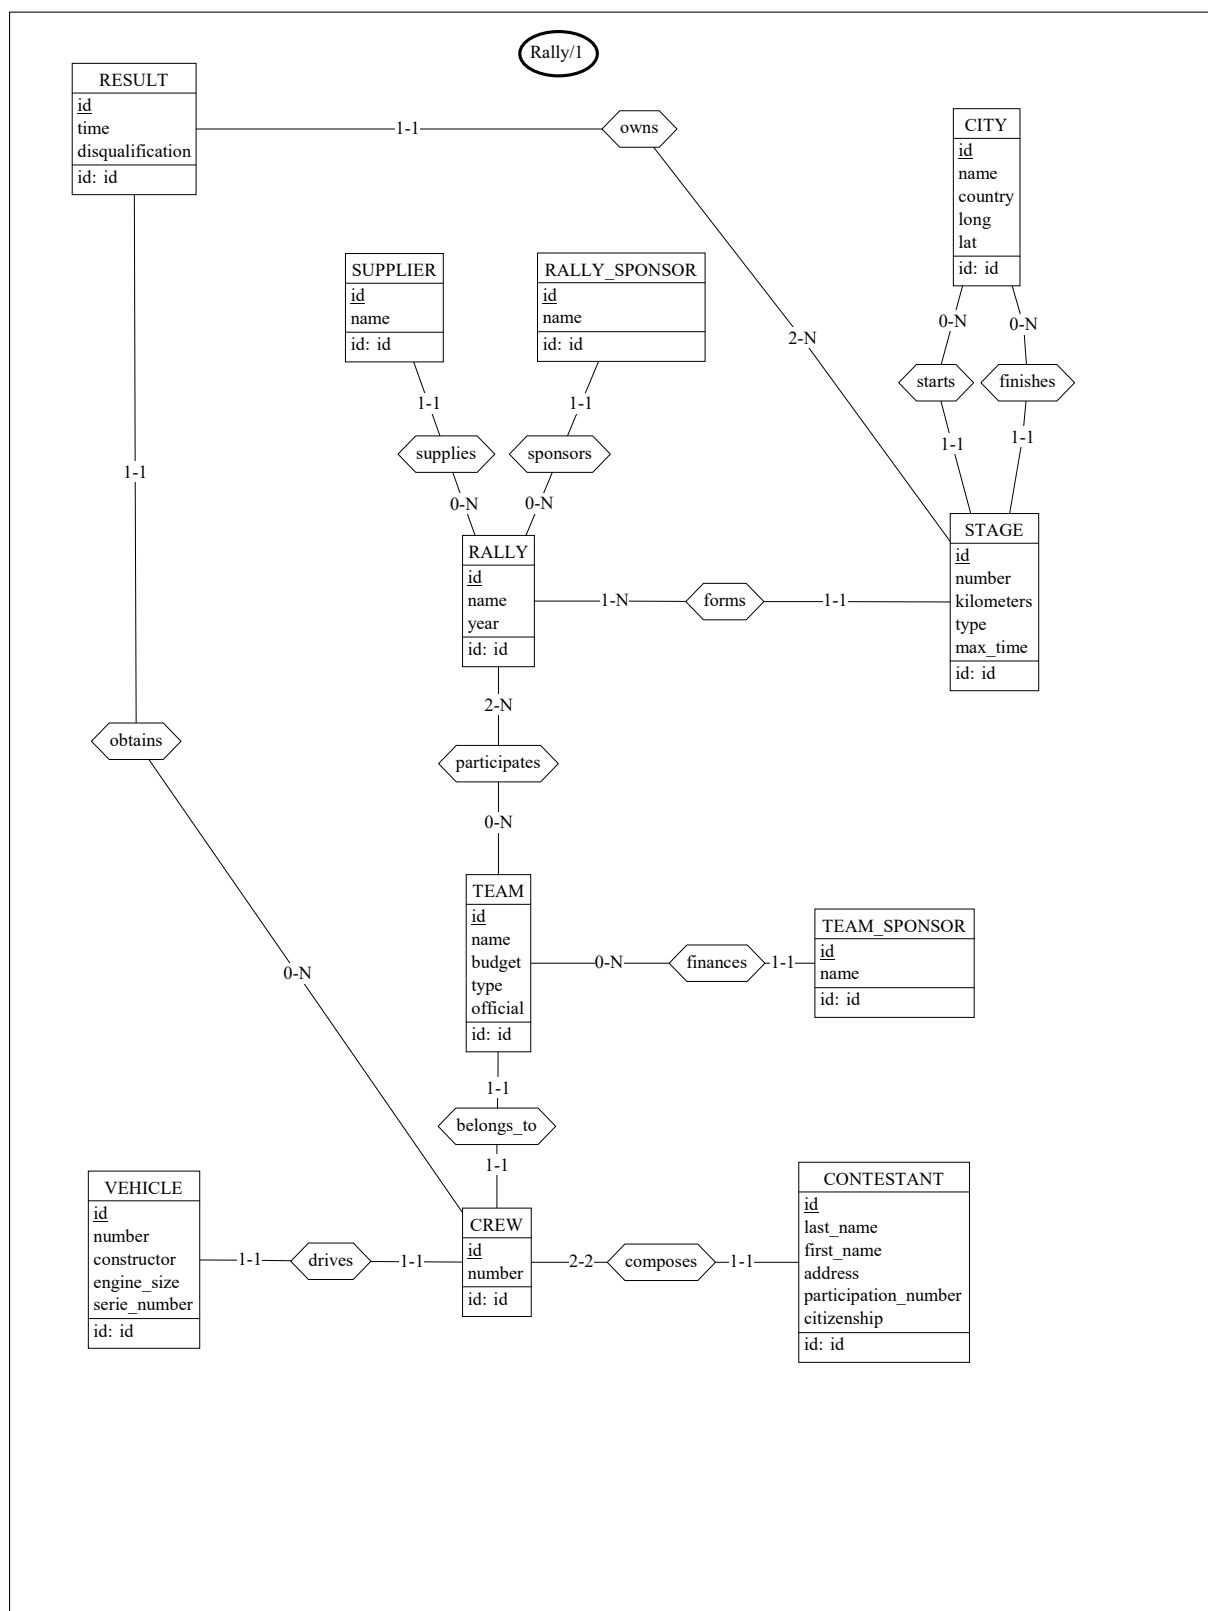 Rally/1
RESULT
id
time
disqualification
id: id
1-1
owns
CITY
id
name
country
long
lat
id: id
SUPPLIER
id
name
id: id
RALLY_SPONSOR
id
name
id: id
2-N
0-N
0-N
starts
finishes
1-1
1-1
1-1
1-1
supplies
sponsors
0-N
0-N
1-1
RALLY
id
name
year
id: id
1-N
forms
1-1
STAGE
id
number
kilometers
type
max_time
id: id
2-N
obtains
participates
0-N
TEAM
id
name
budget
type
official
id: id
0-N
finances
1-1
TEAM_SPONSOR
id
name
id: id
0-N
1-1
belongs_to
1-1
VEHICLE
id
number
constructor
engine_size
serie_number
id: id
1-1
drives
1-1
CREW
id
number
id: id
2-2
composes
1-1
CONTESTANT
id
last_name
first_name
address
participation_number
citizenship
id: id